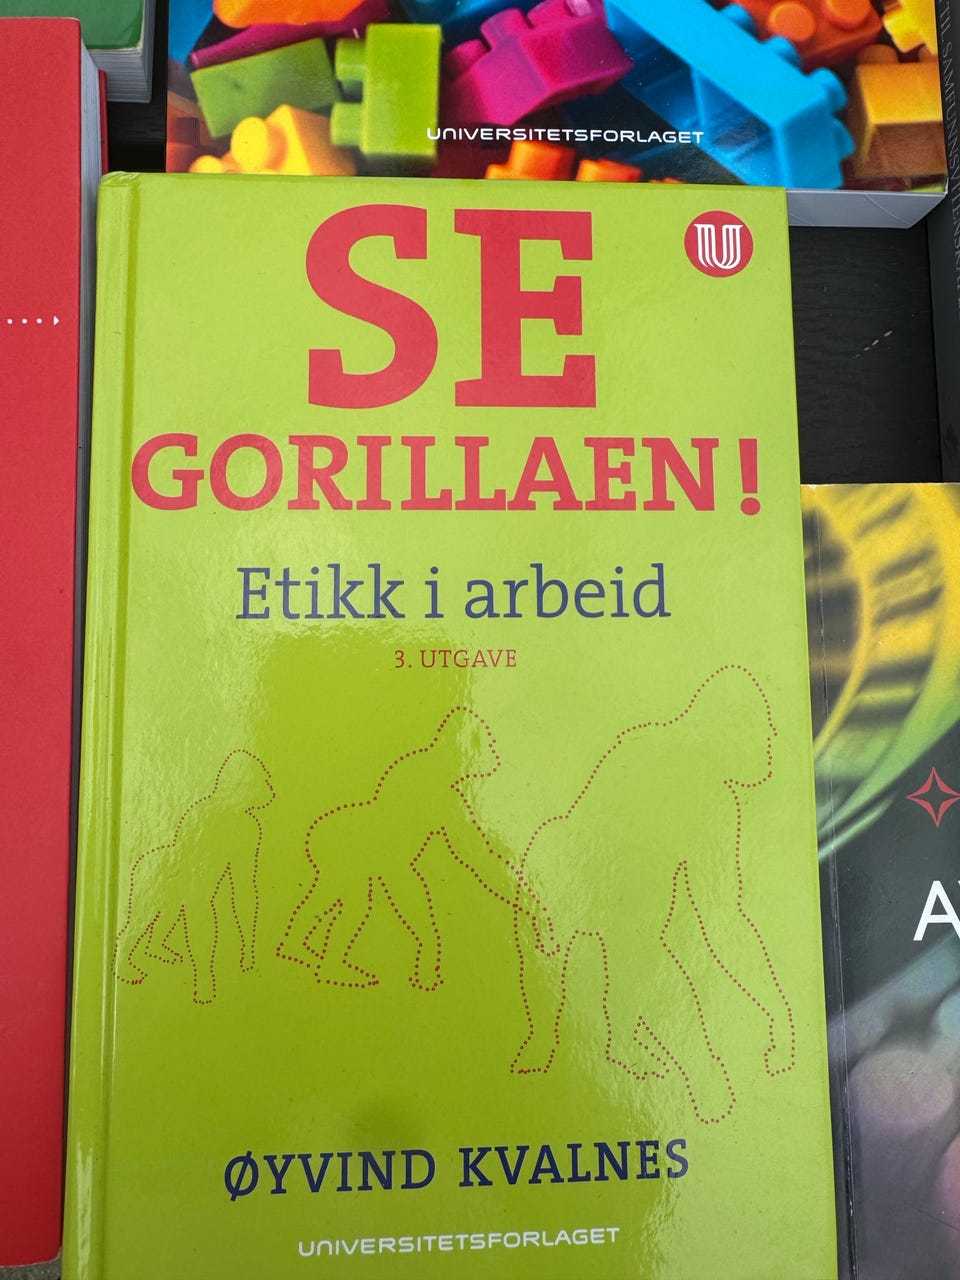 UNIVERSITETSFORLAGET
SE
GORILLAEN!
Etikk i arbeid
3. UTGAVE
ØYVIND KVALNES
UNIVERSITETSFORLAGET